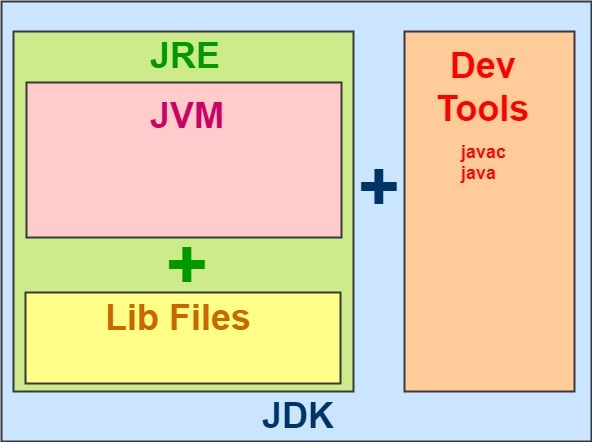 JRE
JVM
+
Lib Files
+
Dev
Tools
javac
java
JDK